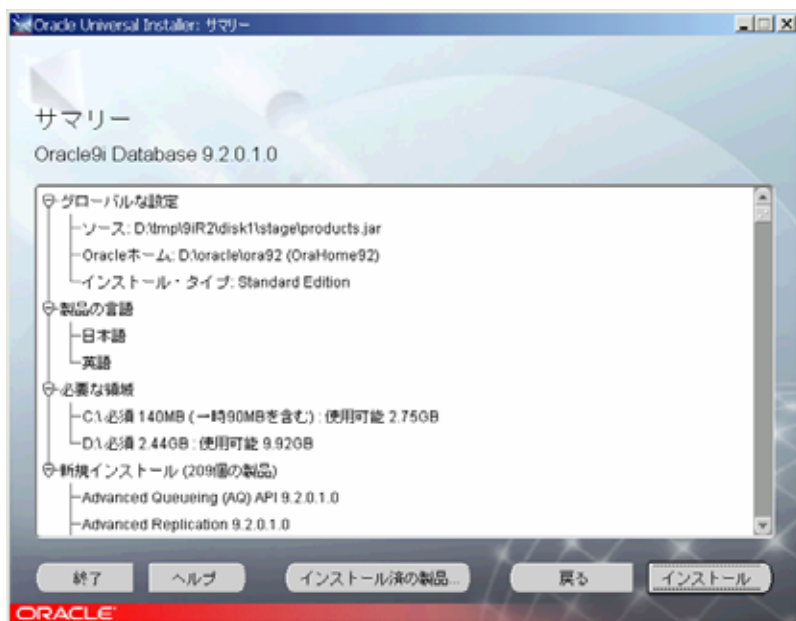 Oracle Universal Installer: サマリー
サマリー
Oracle9i Database 9.2.0.1.0
グローバルな設定
ソース: D:\tmp\9iR2\disk1\stage\products.jar
Oracleホーム: D:\oracle\ora92 (OraHome92)
インストール・タイプ: Standard Edition
製品の言語
日本語
英語
必要な領域
C:\ 必須 140MB (一時90MBを含む) : 使用可能 2.75GB
D:\ 必須 2.44GB : 使用可能 9.92GB
新規インストール (209個の製品)
Advanced Queueing (AQ) API 9.2.0.1.0
Advanced Replication 9.2.0.1.0
終了 ヘルプ インストール済の製品... 戻る インストール
ORACLE